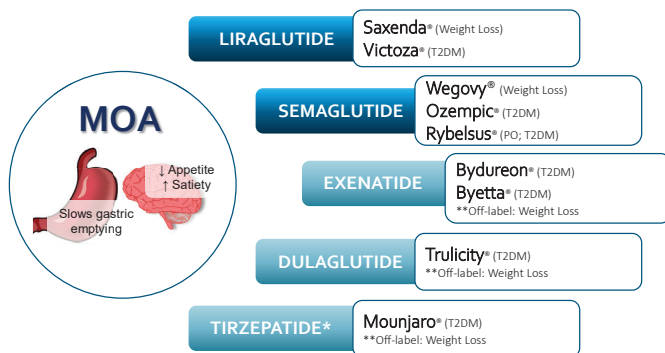 LIRAGLUTIDE
Saxenda® (Weight Loss)
Victoza® (T2DM)
SEMAGLUTIDE
Wegovy® (Weight Loss)
Ozempic® (T2DM)
Rybelsus® (PO; T2DM)
MOA
↓ Appetite
↑ Satiety
Slows gastric
emptying
EXENATIDE
Bydureon® (T2DM)
Byetta® (T2DM)
**Off-label: Weight Loss
DULAGLUTIDE
Trulicity® (T2DM)
**Off-label: Weight Loss
TIRZEPATIDE*
Mounjaro® (T2DM)
**Off-label: Weight Loss